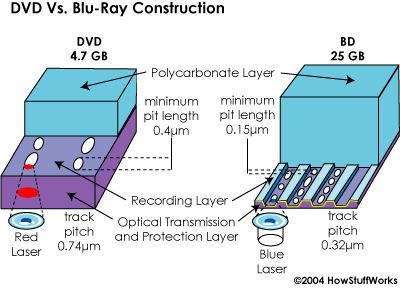 DVD Vs. Blu-Ray Construction
DVD
4.7 GB
BD
25 GB
Polycarbonate Layer
minimum
pit length
0.4µm
minimum
pit length
0.15µm
Recording Layer
Optical Transmission
and Protection Layer
Red
Laser
track
pitch
0.74µm
Blue
Laser
track
pitch
0.32µm
©2004 HowStuffWorks